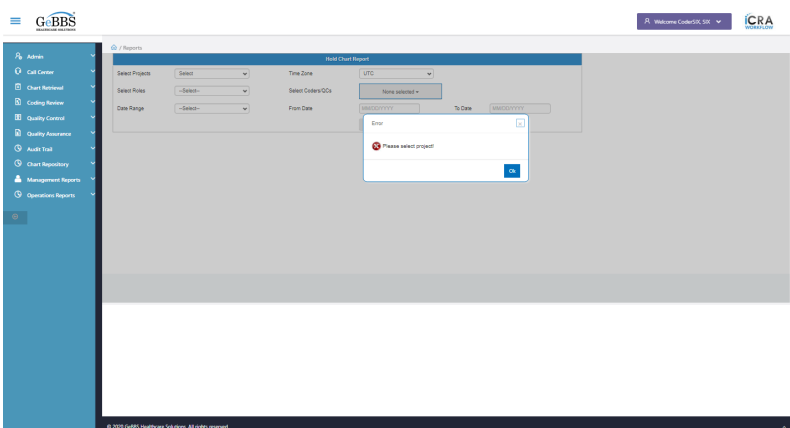 GeBBS
HEALTHCARE SOLUTIONS
Welcome CoderSIX, SIX
iCRA
WORKFLOW
/ Reports
Admin
Call Center
Chart Retrieval
Coding Review
Quality Control
Quality Assurance
Audit Trail
Chart Repository
Management Reports
Operations Reports
Hold Chart Report
Select Projects Select Time Zone UTC
Select Roles --Select-- Select Coders/QCs None selected
Date Range --Select-- From Date MM/DD/YYYY To Date MM/DD/YYYY
Error x
Please select project!
Ok
© 2020 GeBBS Healthcare Solutions. All rights reserved